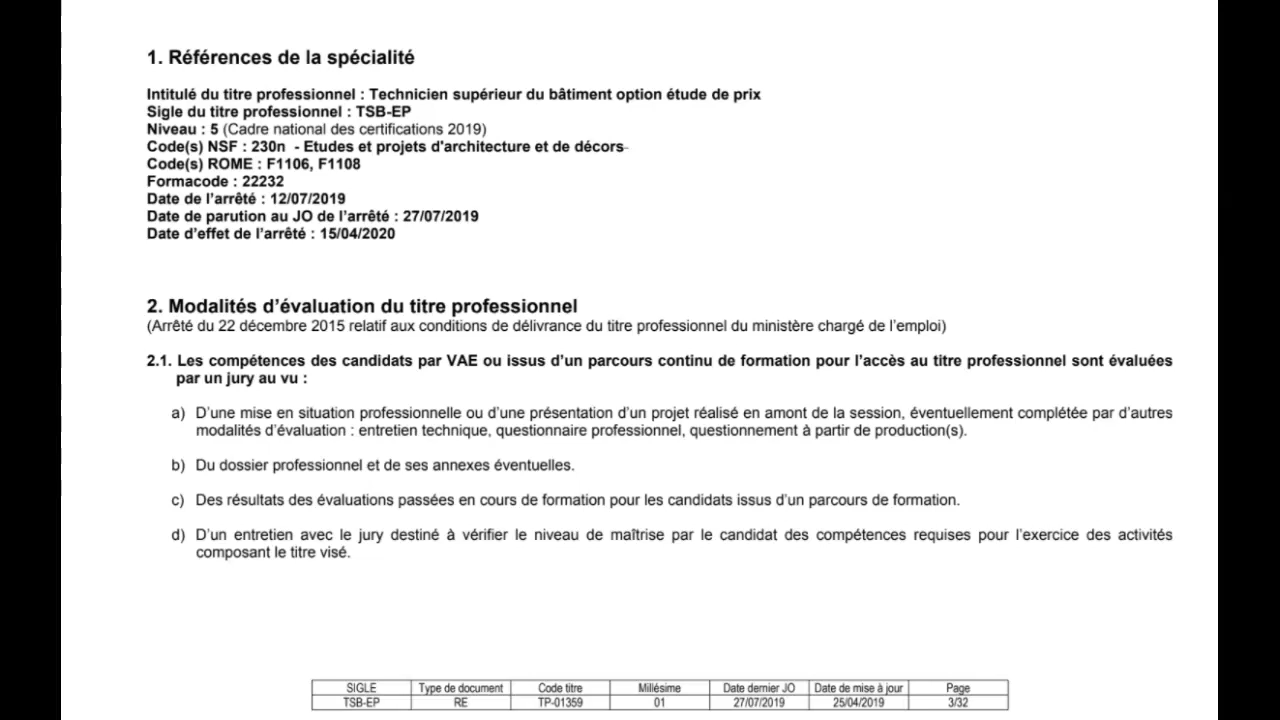 1. Références de la spécialité
Intitulé du titre professionnel : Technicien supérieur du bâtiment option étude de prix
Sigle du titre professionnel : TSB-EP
Niveau : 5 (Cadre national des certifications 2019)
Code(s) NSF : 230n - Etudes et projets d'architecture et de décors
Code(s) ROME : F1106, F1108
Formacode : 22232
Date de l’arrêté : 12/07/2019
Date de parution au JO de l’arrêté : 27/07/2019
Date d’effet de l’arrêté : 15/04/2020
2. Modalités d’évaluation du titre professionnel
(Arrêté du 22 décembre 2015 relatif aux conditions de délivrance du titre professionnel du ministère chargé de l’emploi)
2.1. Les compétences des candidats par VAE ou issus d’un parcours continu de formation pour l’accès au titre professionnel sont évaluées
par un jury au vu :
a) D’une mise en situation professionnelle ou d’une présentation d’un projet réalisé en amont de la session, éventuellement complétée par d’autres
modalités d’évaluation : entretien technique, questionnaire professionnel, questionnement à partir de production(s).
b) Du dossier professionnel et de ses annexes éventuelles.
c) Des résultats des évaluations passées en cours de formation pour les candidats issus d’un parcours de formation.
d) D’un entretien avec le jury destiné à vérifier le niveau de maîtrise par le candidat des compétences requises pour l’exercice des activités
composant le titre visé.
SIGLE Type de document Code titre Millésime Date dernier JO Date de mise à jour Page
TSB-EP RE TP-01359 01 27/07/2019 25/04/2019 3/32